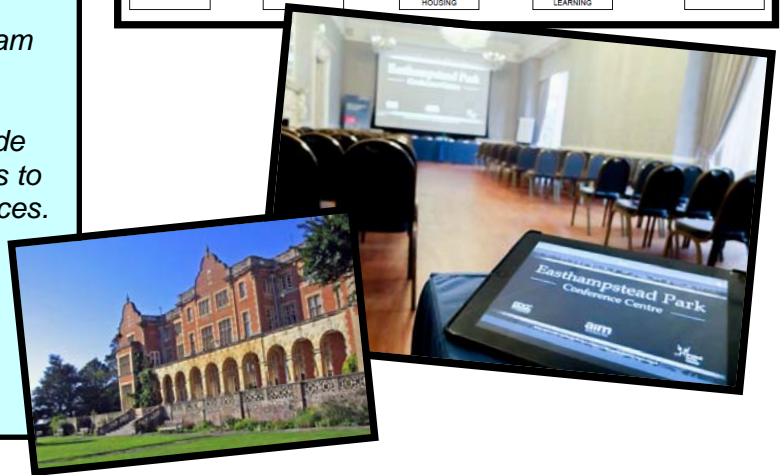 HOUSING
LEARNING
am
de
s to
ces.
Easthampstead Park
Conference Centre
Easthampstead Park
Conference Centre
aim